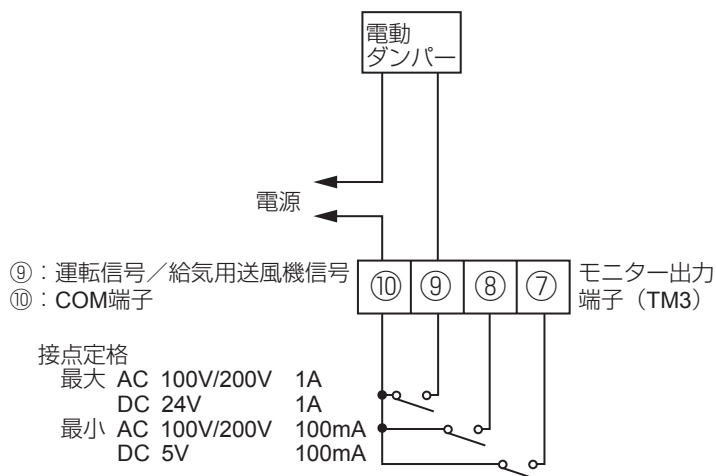 電動
ダンパー
電源
⑨：運転信号／給気用送風機信号
⑩：COM端子
⑩ ⑨ ⑧ ⑦
モニター出力
端子（TM3）
接点定格
最大 AC 100V/200V 1A
DC 24V 1A
最小 AC 100V/200V 100mA
DC 5V 100mA